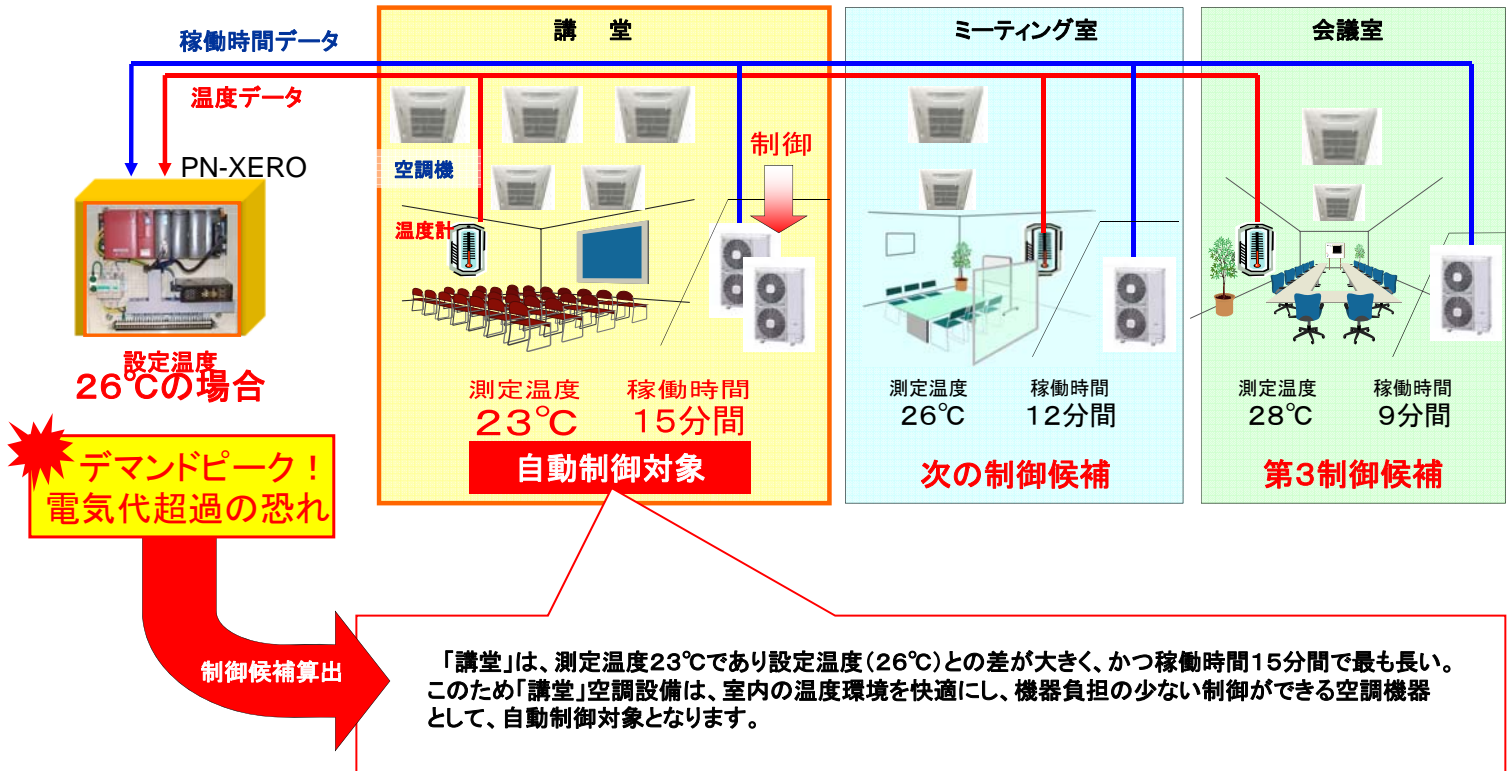 稼働時間データ
温度データ
PN-XERO
設定温度
26℃の場合
デマンドピーク！
電気代超過の恐れ
制御候補算出
講　堂
空調機
温度計
制御
測定温度　稼働時間
23℃　15分間
自動制御対象
ミーティング室
測定温度　稼働時間
26℃　12分間
次の制御候補
会議室
測定温度　稼働時間
28℃　9分間
第3制御候補
「講堂」は、測定温度23℃であり設定温度（26℃）との差が大きく、かつ稼働時間15分間で最も長い。
このため「講堂」空調設備は、室内の温度環境を快適にし、機器負担の少ない制御ができる空調機器
として、自動制御対象となります。